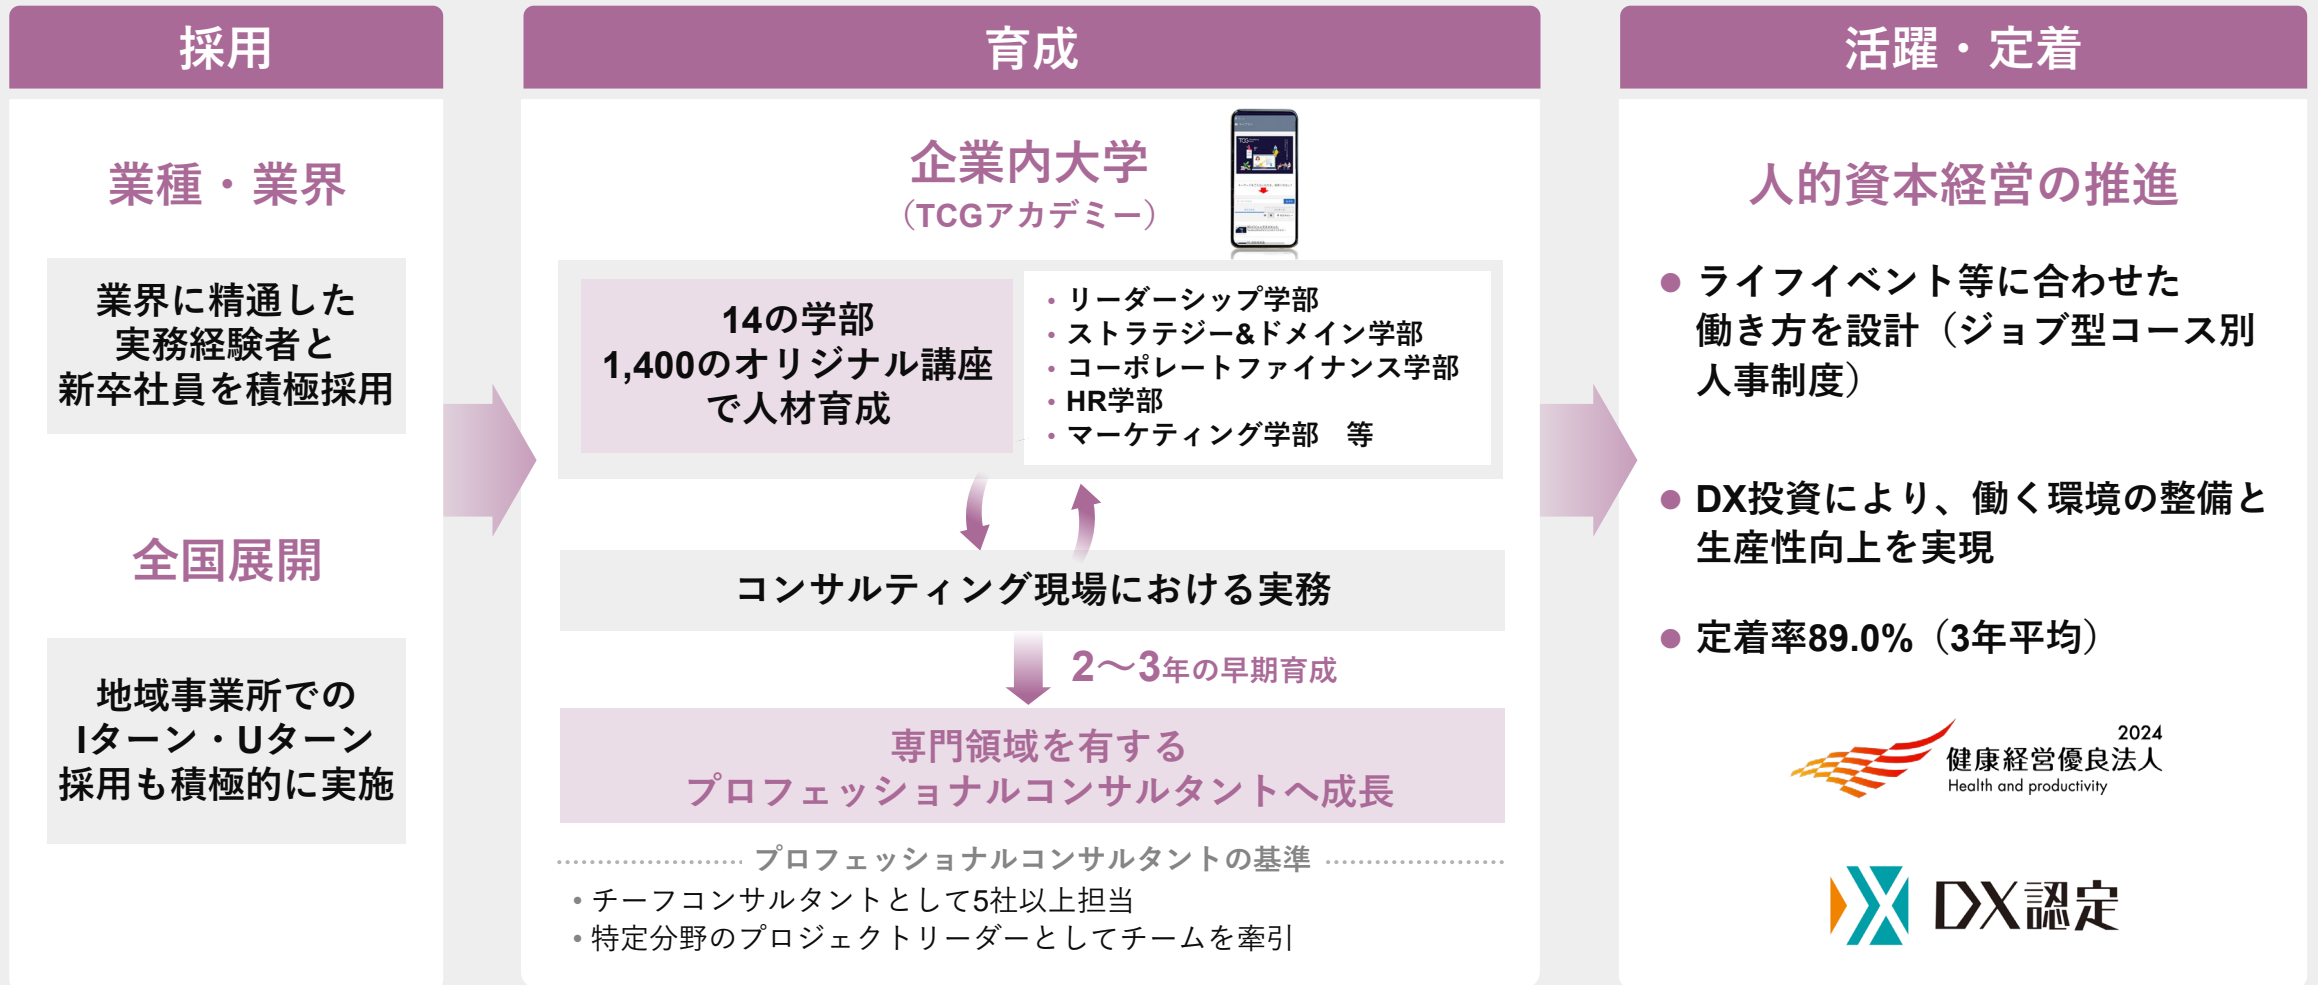 採用
業種・業界
業界に精通した
実務経験者と
新卒社員を積極採用
全国展開
地域事業所での
Iターン・Uターン
採用も積極的に実施
育成
企業内大学
（TCGアカデミー）
14の学部
1,400のオリジナル講座
で人材育成
・リーダーシップ学部
・ストラテジー&ドメイン学部
・コーポレートファイナンス学部
・HR学部
・マーケティング学部　等
コンサルティング現場における実務
2～3年の早期育成
専門領域を有する
プロフェッショナルコンサルタントへ成長
プロフェッショナルコンサルタントの基準
・チーフコンサルタントとして5社以上担当
・特定分野のプロジェクトリーダーとしてチームを牽引
活躍・定着
人的資本経営の推進
● ライフイベント等に合わせた
働き方を設計（ジョブ型コース別
人事制度）
● DX投資により、働く環境の整備と
生産性向上を実現
● 定着率89.0%（3年平均）
2024
健康経営優良法人
Health and productivity
DX認定